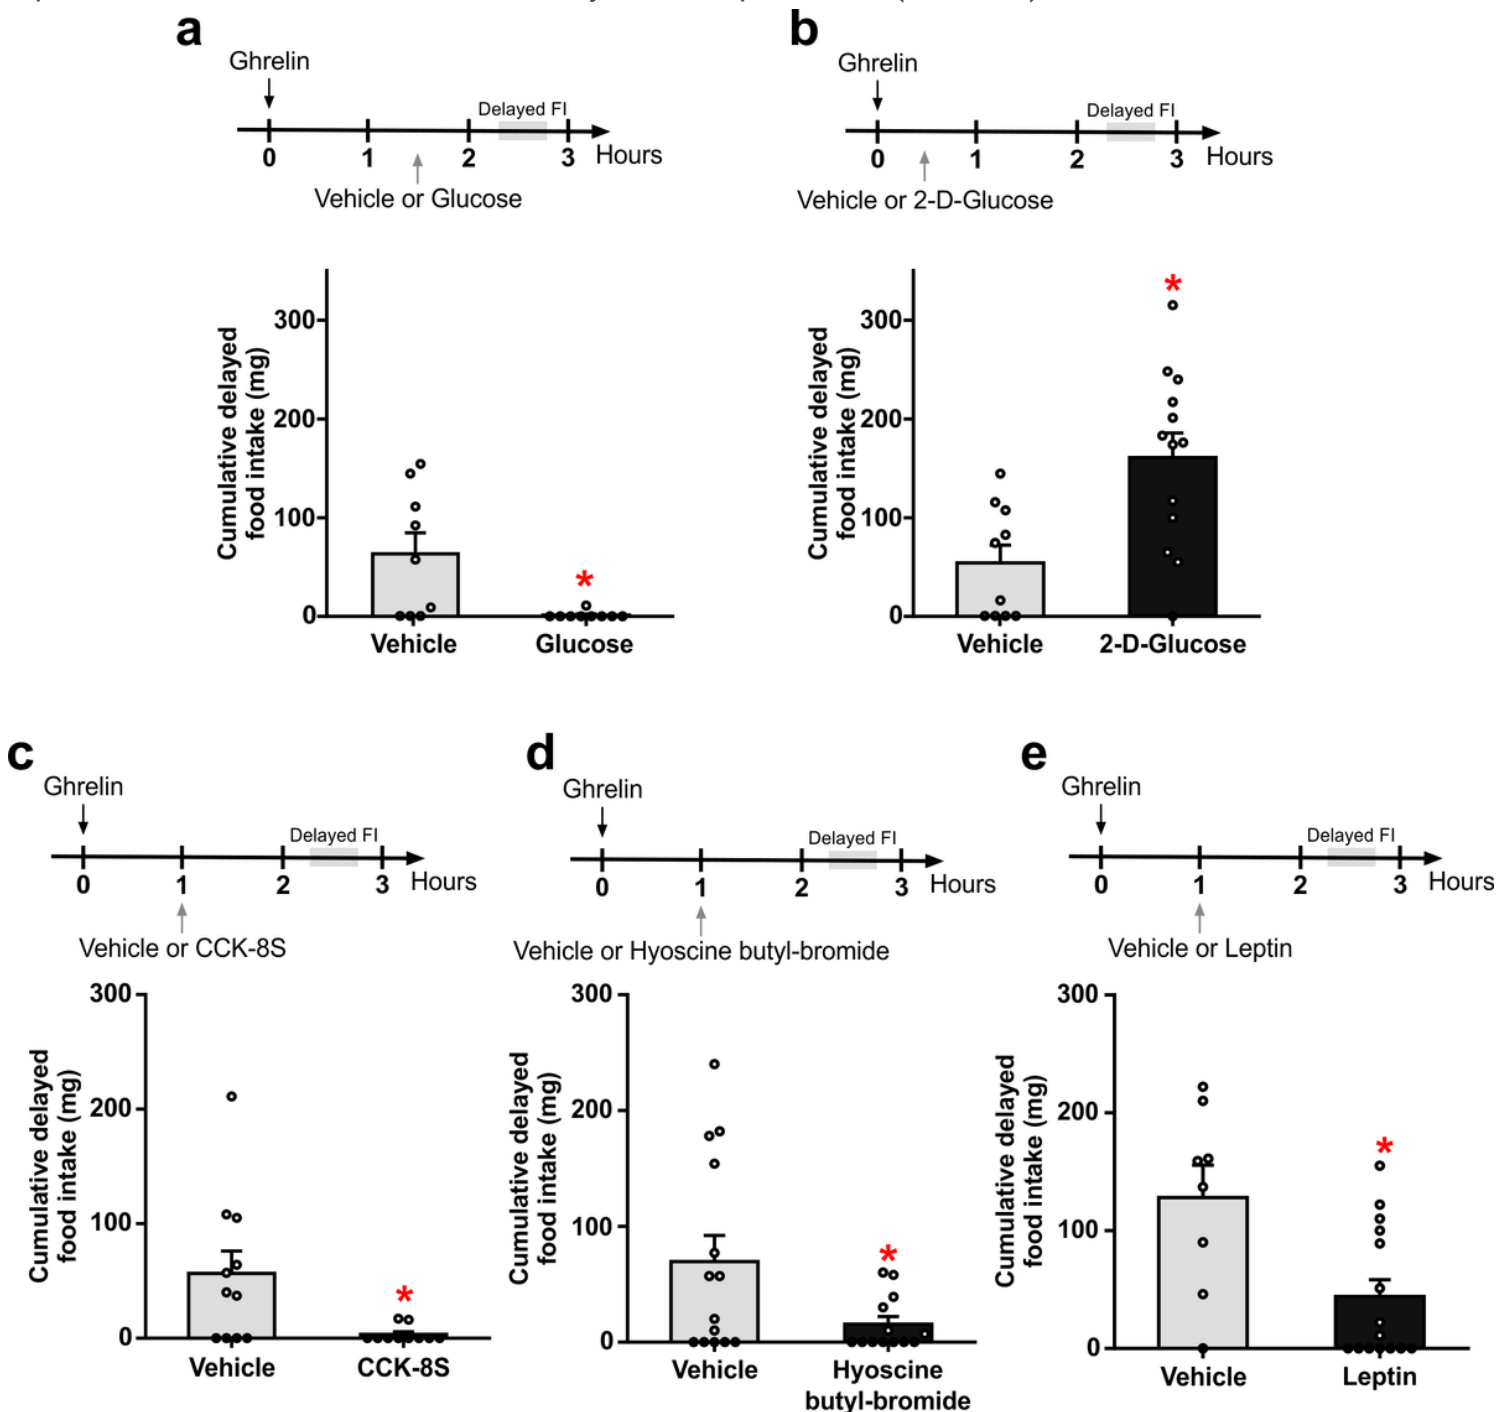 a
Ghrelin
Delayed FI
0 1 2 3 Hours
Vehicle or Glucose
Cumulative delayed
food intake (mg)
300
200
100
0
*
Vehicle Glucose
b
Ghrelin
Delayed FI
0 1 2 3 Hours
Vehicle or 2-D-Glucose
Cumulative delayed
food intake (mg)
300
200
100
0
*
Vehicle 2-D-Glucose
c
Ghrelin
Delayed FI
0 1 2 3 Hours
Vehicle or CCK-8S
Cumulative delayed
food intake (mg)
300
200
100
0
*
Vehicle CCK-8S
d
Ghrelin
Delayed FI
0 1 2 3 Hours
Vehicle or Hyoscine butyl-bromide
Cumulative delayed
food intake (mg)
300
200
100
0
*
Vehicle Hyoscine
butyl-bromide
e
Ghrelin
Delayed FI
0 1 2 3 Hours
Vehicle or Leptin
Cumulative delayed
food intake (mg)
300
200
100
0
*
Vehicle Leptin